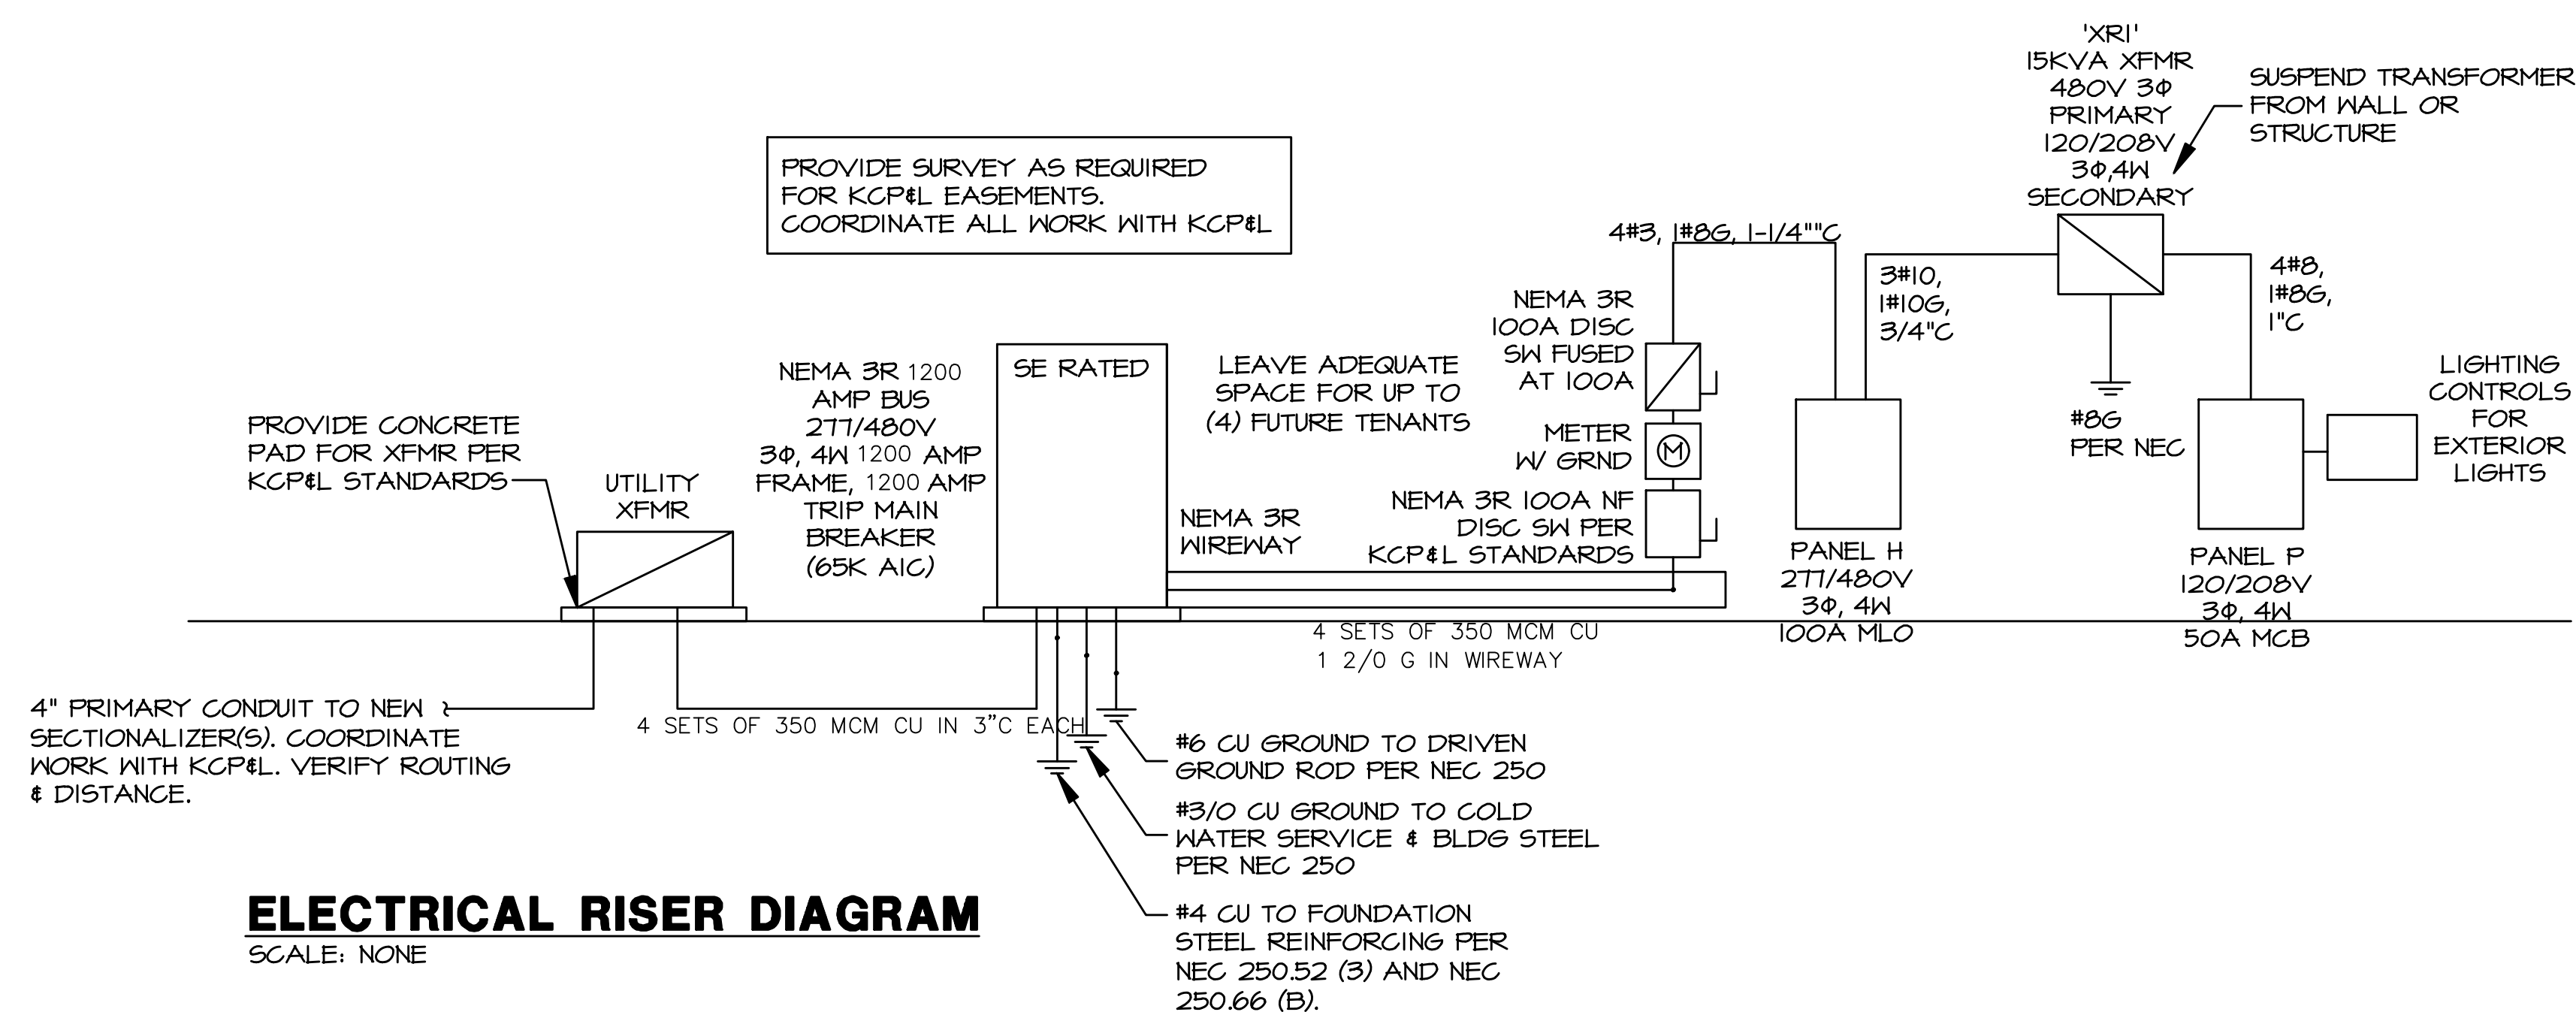 'XR1'
15KVA XFMR
480V 3Φ
PRIMARY
120/208V
3Φ,4W
SECONDARY
SUSPEND TRANSFORMER
FROM WALL OR
STRUCTURE
PROVIDE SURVEY AS REQUIRED
FOR KCP&L EASEMENTS.
COORDINATE ALL WORK WITH KCP&L
4#3, 1#8G, 1-1/4""C
3#10,
1#10G,
3/4"C
4#8,
1#8G,
1"C
NEMA 3R
100A DISC
SW FUSED
AT 100A
METER
W/ GRND
M
NEMA 3R 100A NF
DISC SW PER
KCP&L STANDARDS
LEAVE ADEQUATE
SPACE FOR UP TO
(4) FUTURE TENANTS
SE RATED
NEMA 3R 1200
AMP BUS
277/480V
3Φ, 4W 1200 AMP
FRAME, 1200 AMP
TRIP MAIN
BREAKER
(65K AIC)
PROVIDE CONCRETE
PAD FOR XFMR PER
KCP&L STANDARDS
UTILITY
XFMR
NEMA 3R
WIREWAY
#8G
PER NEC
LIGHTING
CONTROLS
FOR
EXTERIOR
LIGHTS
PANEL H
277/480V
3Φ, 4W
100A MLO
PANEL P
120/208V
3Φ, 4W
50A MCB
4 SETS OF 350 MCM CU
1 2/0 G IN WIREWAY
4" PRIMARY CONDUIT TO NEW
SECTIONALIZER(S). COORDINATE
WORK WITH KCP&L. VERIFY ROUTING
& DISTANCE.
4 SETS OF 350 MCM CU IN 3"C EACH
#6 CU GROUND TO DRIVEN
GROUND ROD PER NEC 250
#3/0 CU GROUND TO COLD
WATER SERVICE & BLDG STEEL
PER NEC 250
#4 CU TO FOUNDATION
STEEL REINFORCING PER
NEC 250.52 (3) AND NEC
250.66 (B).
ELECTRICAL RISER DIAGRAM
SCALE: NONE